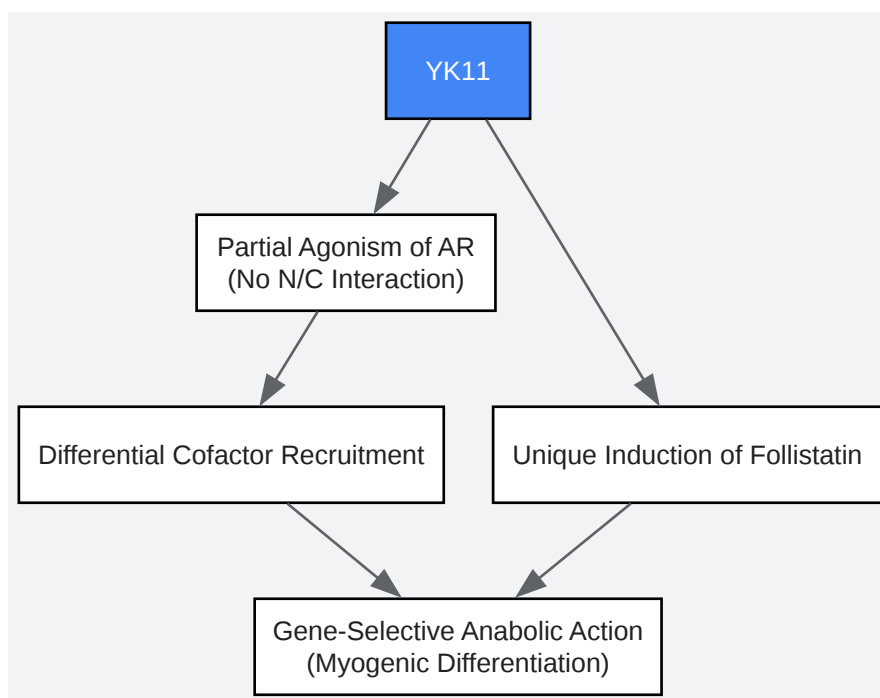 YK11
Partial Agonism of AR
(No N/C Interaction)
Differential Cofactor Recruitment
Unique Induction of Follistatin
Gene-Selective Anabolic Action
(Myogenic Differentiation)